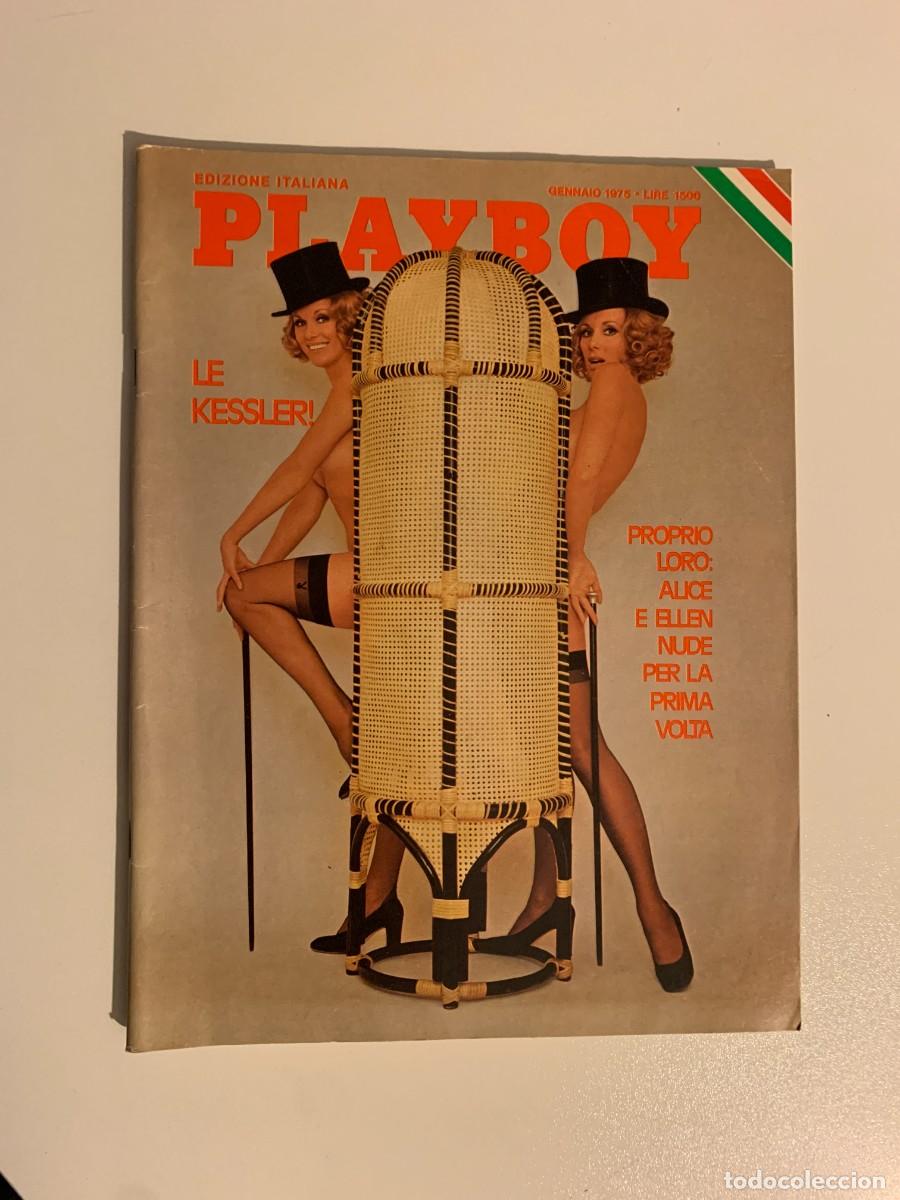 EDIZIONE ITALIANA
GENNAIO 1975 • LIRE 1500
PLAYBOY
LE
KESSLER!
PROPRIO
LORO:
ALICE
E ELLEN
NUDE
PER LA
PRIMA
VOLTA
todocoleccion